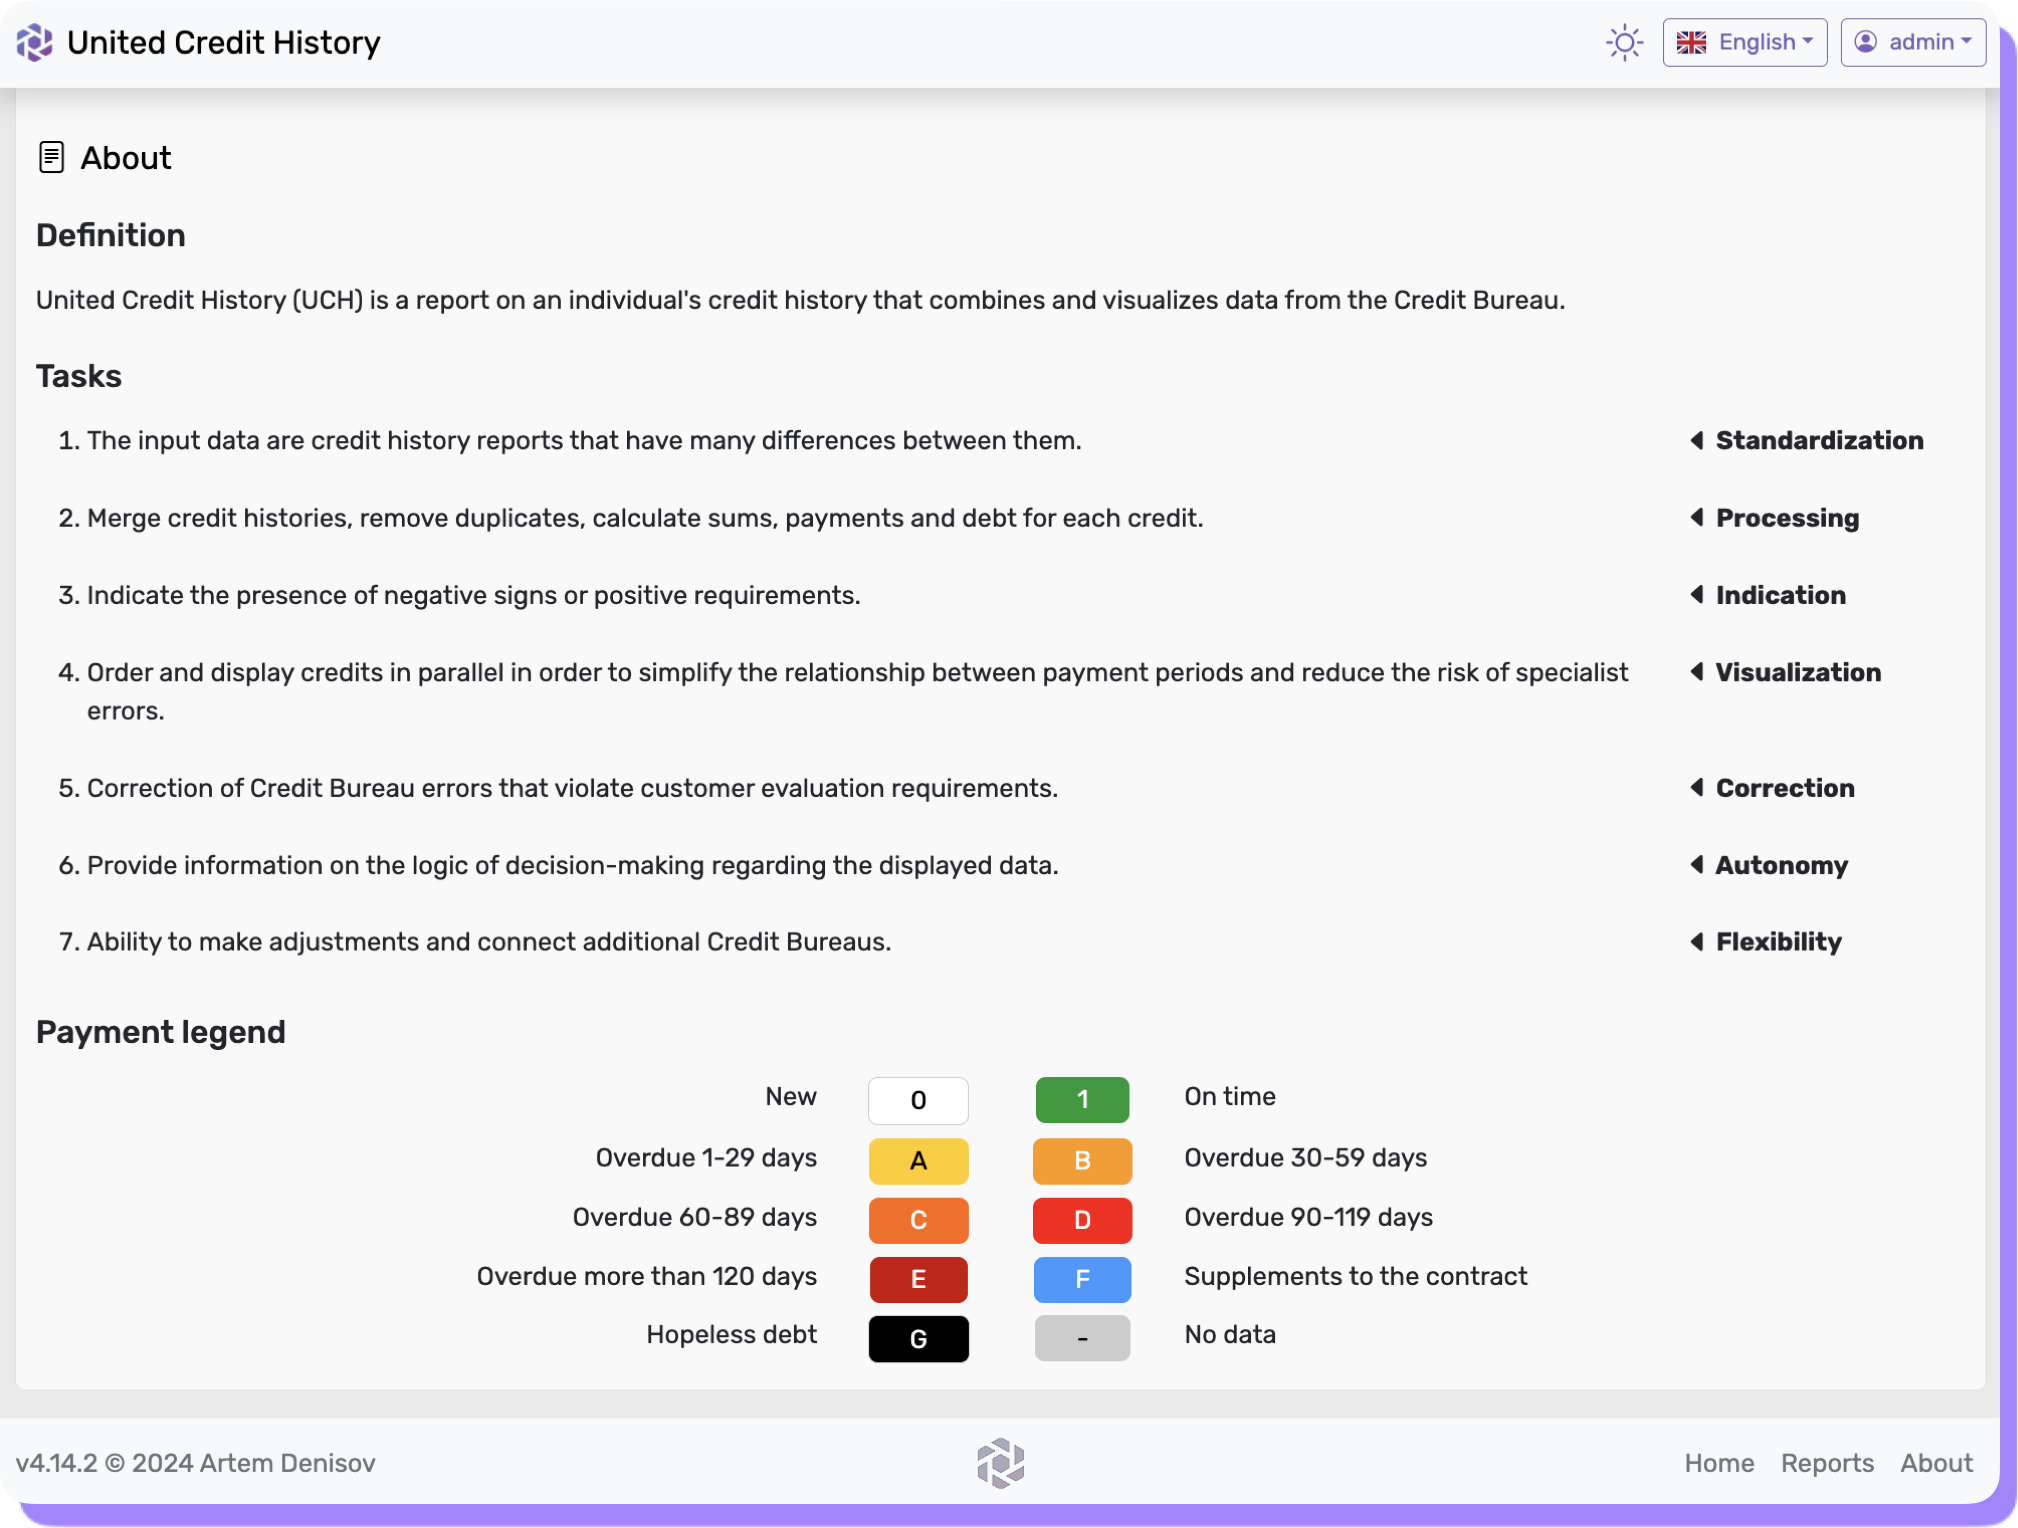 United Credit History
English
admin
About
Definition
United Credit History (UCH) is a report on an individual's credit history that combines and visualizes data from the Credit Bureau.
Tasks
1. The input data are credit history reports that have many differences between them.
Standardization
2. Merge credit histories, remove duplicates, calculate sums, payments and debt for each credit.
Processing
3. Indicate the presence of negative signs or positive requirements.
Indication
4. Order and display credits in parallel in order to simplify the relationship between payment periods and reduce the risk of specialist
errors.
Visualization
5. Correction of Credit Bureau errors that violate customer evaluation requirements.
Correction
6. Provide information on the logic of decision-making regarding the displayed data.
Autonomy
7. Ability to make adjustments and connect additional Credit Bureaus.
Flexibility
Payment legend
New 0 1 On time
Overdue 1-29 days A B Overdue 30-59 days
Overdue 60-89 days C D Overdue 90-119 days
Overdue more than 120 days E F Supplements to the contract
Hopeless debt G - No data
v4.14.2 © 2024 Artem Denisov
Home Reports About